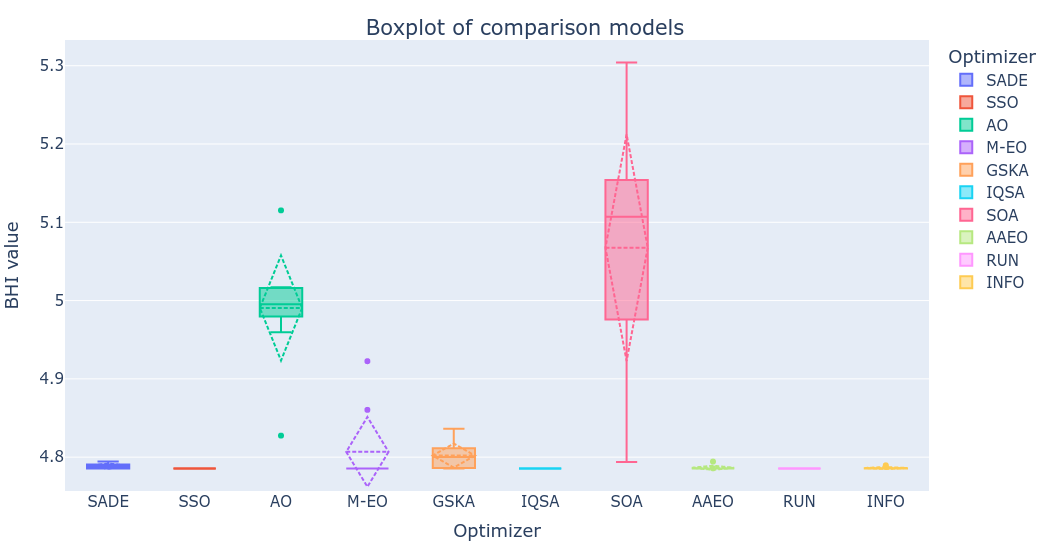 Boxplot of comparison models
BHI value
5.3
5.2
5.1
5
4.9
4.8
SADE
SSO
AO
M-EO
GSKA
IQSA
SOA
AAEO
RUN
INFO
Optimizer
Optimizer
SADE
SSO
AO
M-EO
GSKA
IQSA
SOA
AAEO
RUN
INFO